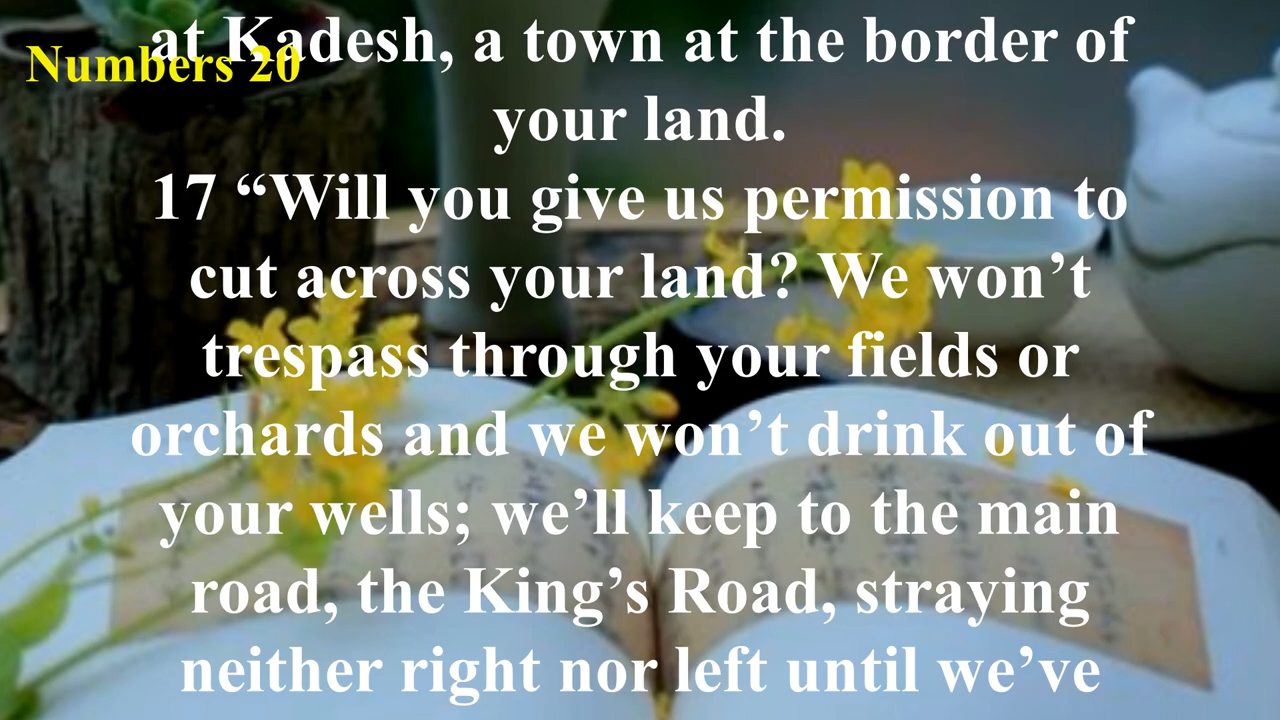 Numbers 20
at Kadesh, a town at the border of
your land.
17 “Will you give us permission to
cut across your land? We won’t
trespass through your fields or
orchards and we won’t drink out of
your wells; we’ll keep to the main
road, the King’s Road, straying
neither right nor left until we’ve